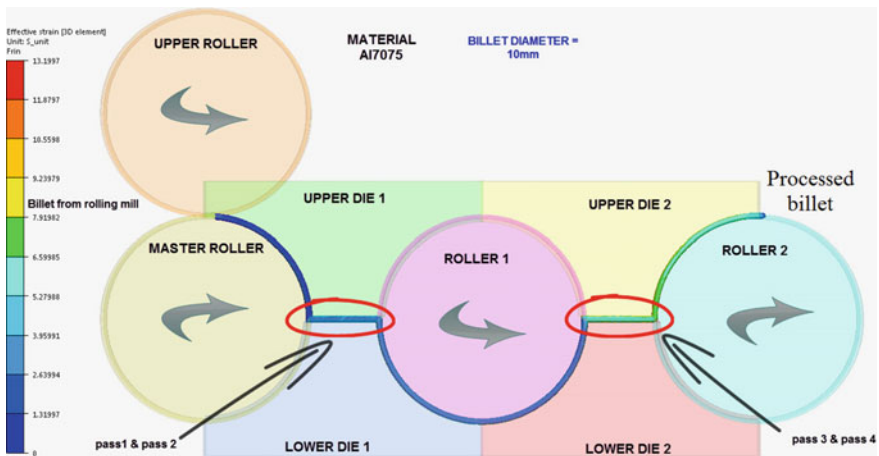 Effective strain [3D element]
Unit: S_unit
Frin
13.1997
11.8797
10.5598
9.23979
7.91982
6.59985
5.27988
3.95991
2.63994
1.31997
0
UPPER ROLLER
MATERIAL
Al7075
BILLET DIAMETER =
10mm
Billet from rolling mill
UPPER DIE 1
UPPER DIE 2
Processed
billet
MASTER ROLLER
ROLLER 1
ROLLER 2
pass1 & pass 2
LOWER DIE 1
LOWER DIE 2
pass 3 & pass 4